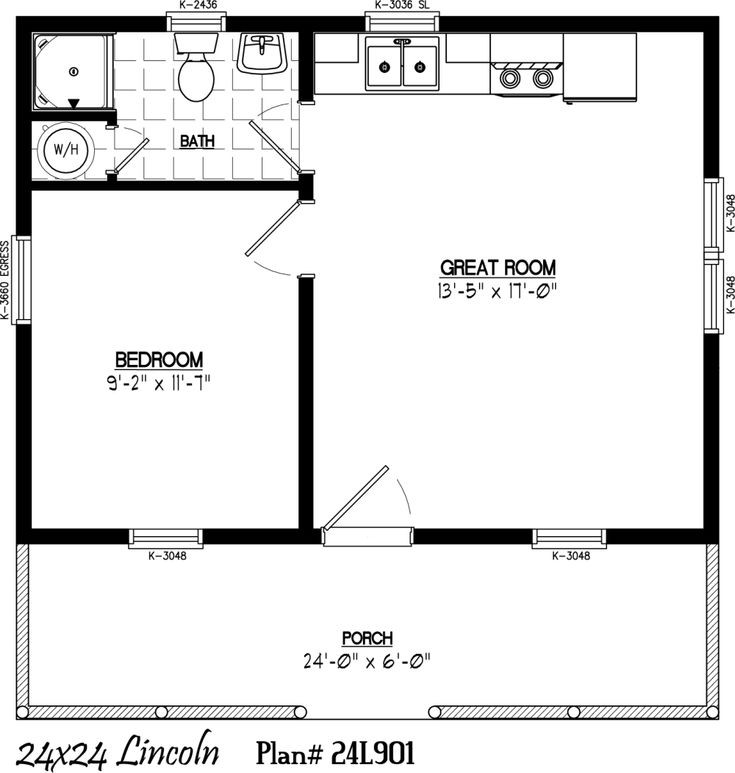 K-2436
K-3036 SL
W/H
BATH
K-3048
K-3048
K-3660 EGRESS
GREAT ROOM
13'-5" x 17'-0"
BEDROOM
9'-2" x 11'-7"
K-3048
K-3048
PORCH
24'-0" x 6'-0"
24x24 Lincoln Plan# 24L901